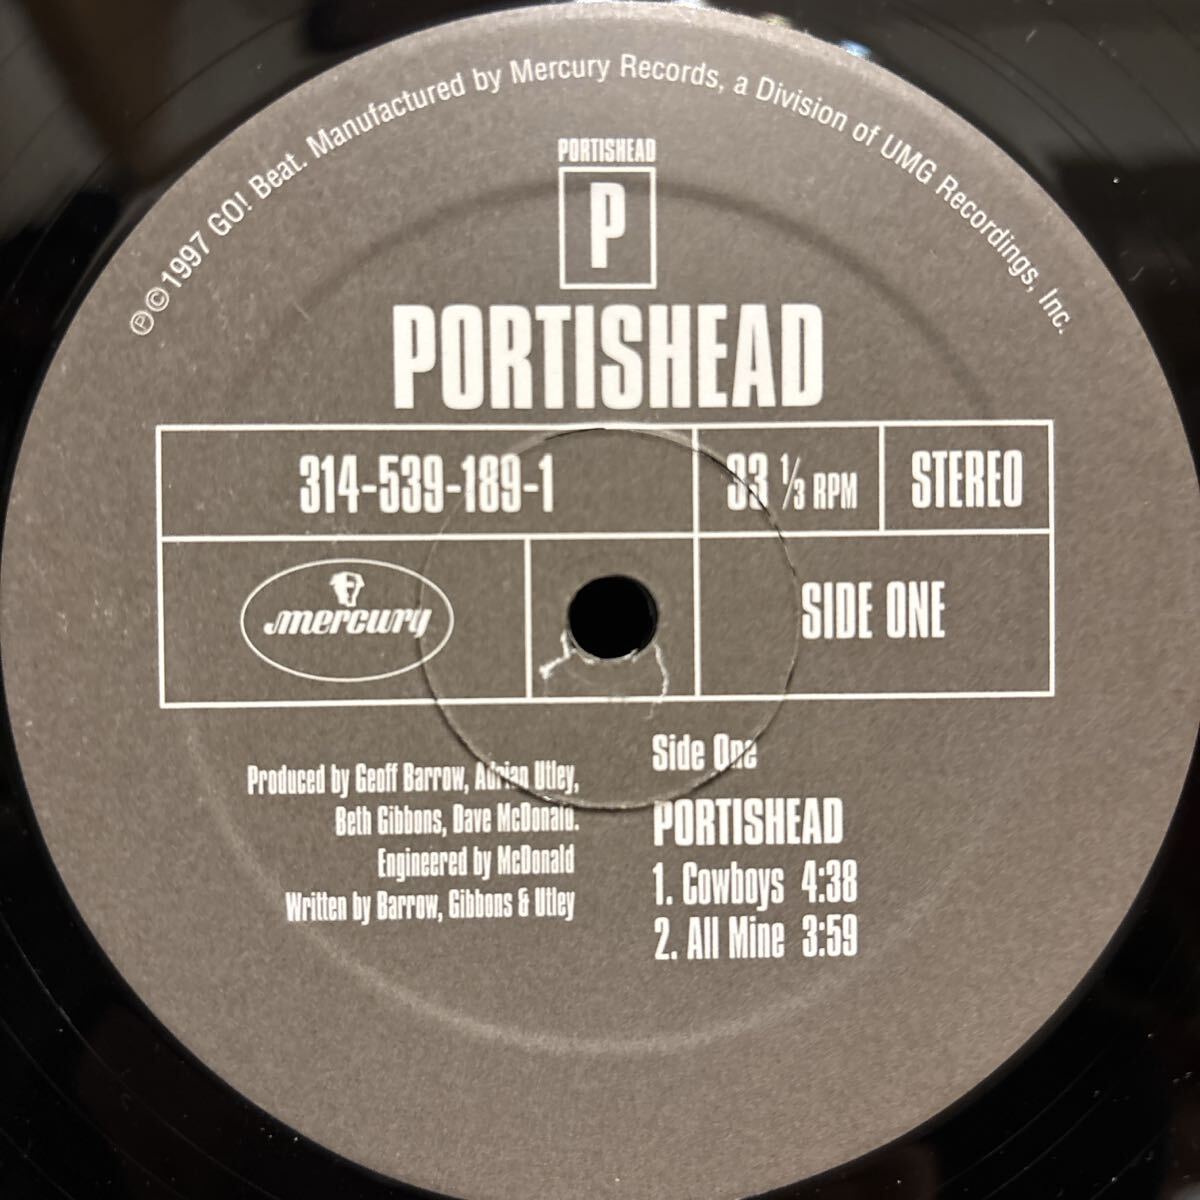 ℗© 1997 GO! Beat. Manufactured by Mercury Records, a Division of UMG Recordings, Inc.
PORTISHEAD
P
PORTISHEAD
314-539-189-1
33 1/3 RPM
STEREO
mercury
SIDE ONE
Produced by Geoff Barrow, Adrian Utley,
Beth Gibbons, Dave McDonald.
Engineered by McDonald
Written by Barrow, Gibbons & Utley
Side One
PORTISHEAD
1. Cowboys 4:38
2. All Mine 3:59